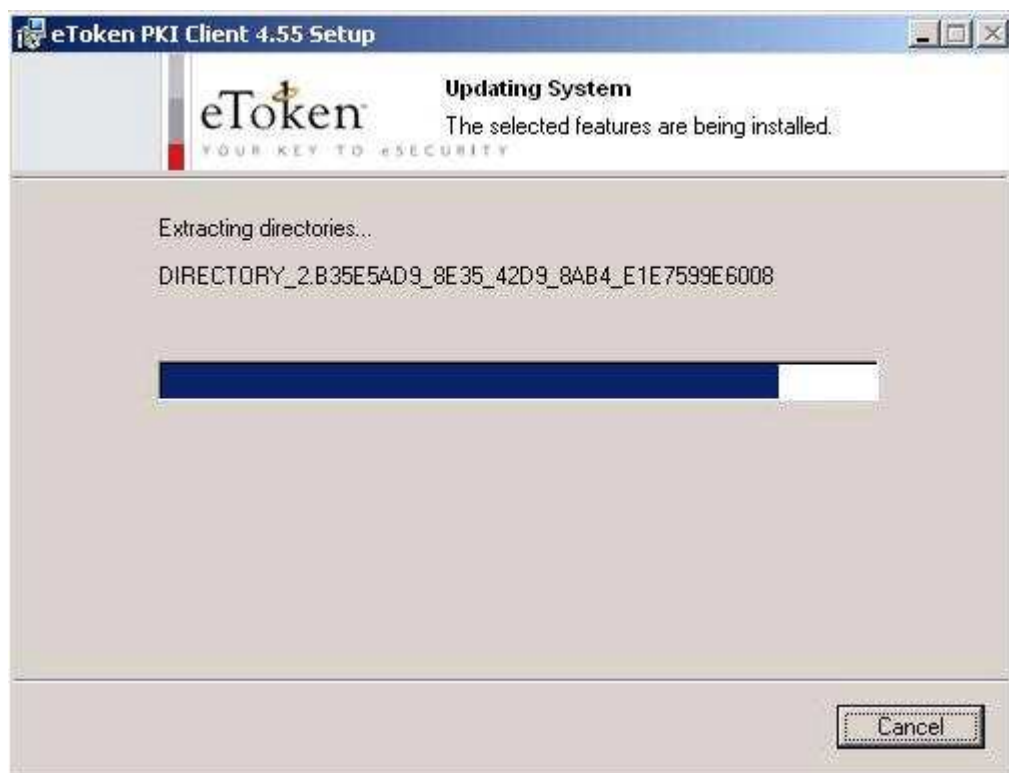 eToken PKI Client 4.55 Setup
eToken
YOUR KEY TO eSECURITY
Updating System
The selected features are being installed.
Extracting directories...
DIRECTORY_2.B35E5AD9_8E35_42D9_8AB4_E1E7599E6008
Cancel